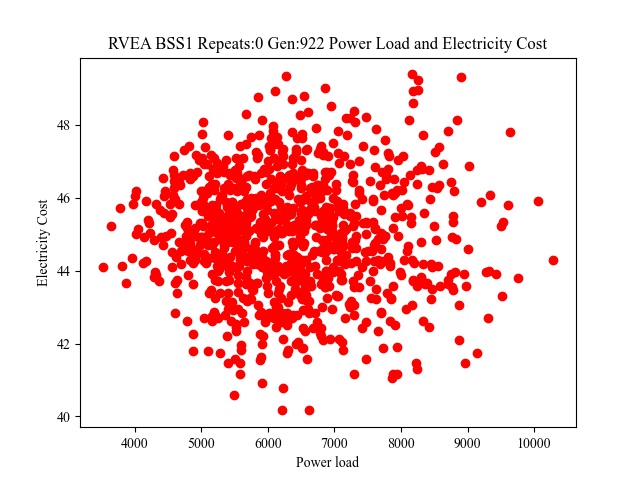 RVEA BSS1 Repeats:0 Gen:922 Power Load and Electricity Cost
48
46
44
42
40
Electricity Cost
4000 5000 6000 7000 8000 9000 10000
Power load